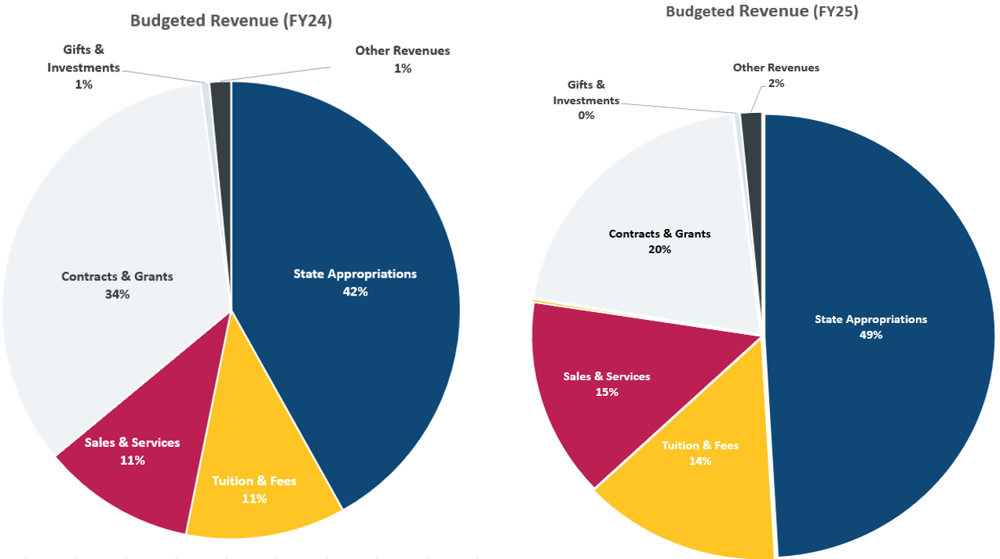 Budgeted Revenue (FY24)
Gifts &
Investments
1%
Other Revenues
1%
Contracts & Grants
34%
State Appropriations
42%
Sales & Services
11%
Tuition & Fees
11%
Budgeted Revenue (FY25)
Other Revenues
2%
Gifts &
Investments
0%
Contracts & Grants
20%
State Appropriations
49%
Sales & Services
15%
Tuition & Fees
14%